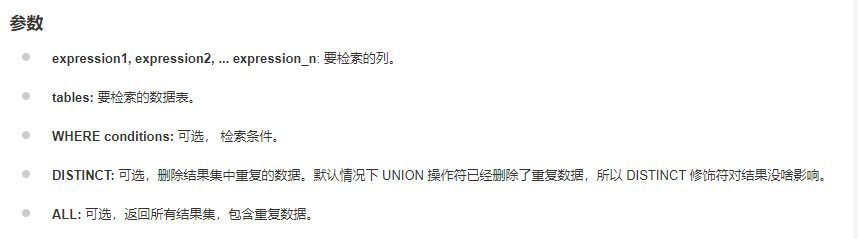 参数
expression1, expression2, ... expression_n: 要检索的列。
tables: 要检索的数据表。
WHERE conditions: 可选， 检索条件。
DISTINCT: 可选，删除结果集中重复的数据。默认情况下 UNION 操作符已经删除了重复数据，所以 DISTINCT 修饰符对结果没啥影响。
ALL: 可选，返回所有结果集，包含重复数据。